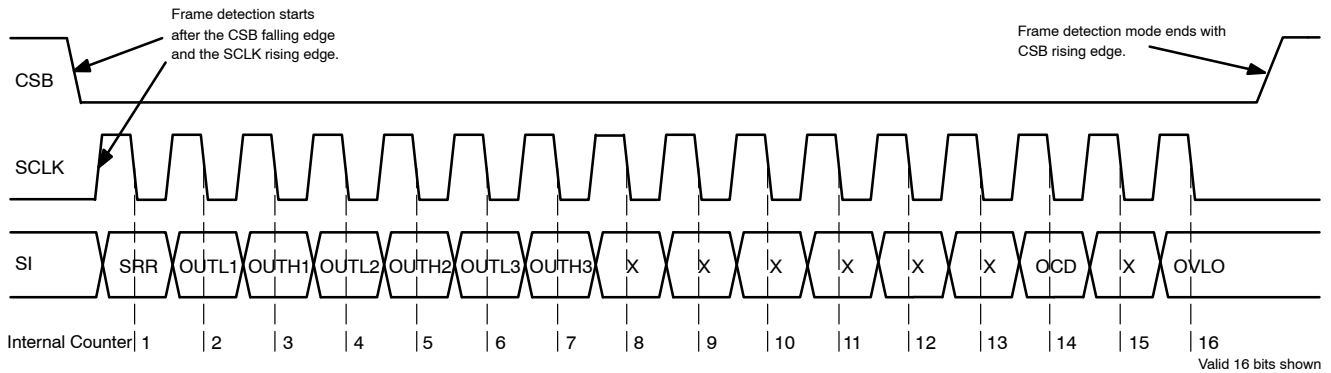 Frame detection starts
after the CSB falling edge
and the SCLK rising edge.
Frame detection mode ends with
CSB rising edge.
CSB
SCLK
SI
SRR OUTL1 OUTH1 OUTL2 OUTH2 OUTL3 OUTH3 X X X X X X OCD X OVLO
Internal Counter 1 2 3 4 5 6 7 8 9 10 11 12 13 14 15 16
Valid 16 bits shown